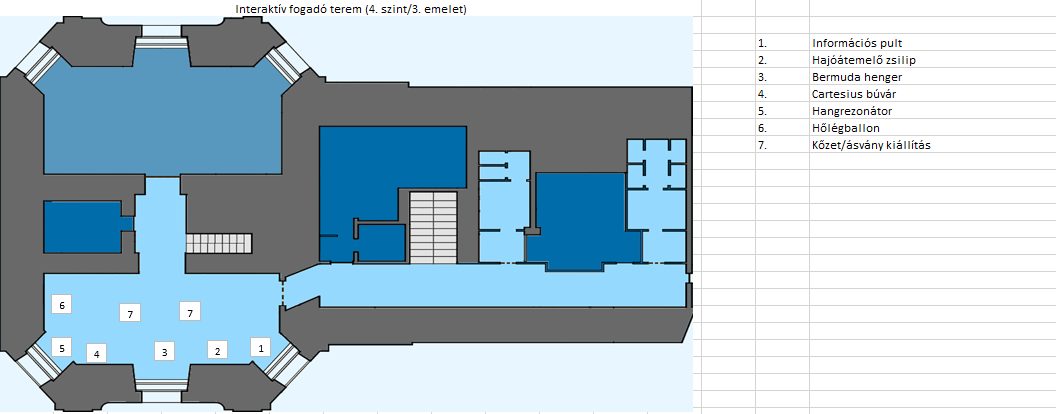 Interaktív fogadó terem (4. szint/3. emelet)
1. Információs pult
2. Hajóátemelő zsilip
3. Bermuda henger
4. Cartesius búvár
5. Hangrezonátor
6. Hőlégballon
7. Kőzet/ásvány kiállítás
6
7
7
5
4
3
2
1